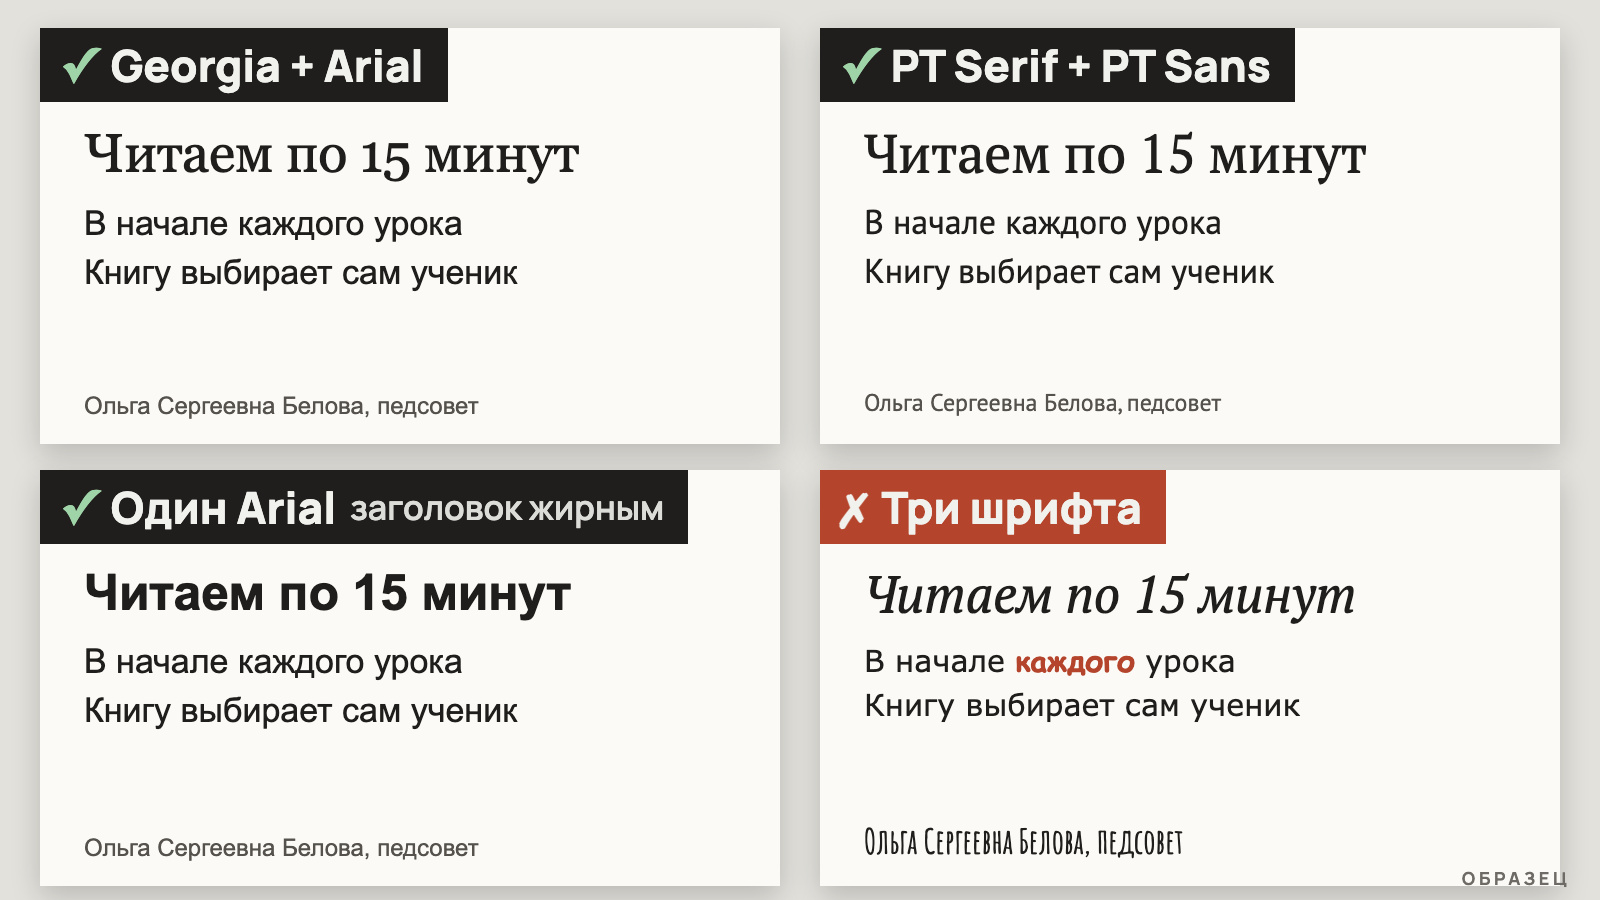 ✓ Georgia + Arial
Читаем по 15 минут
В начале каждого урока
Книгу выбирает сам ученик
Ольга Сергеевна Белова, педсовет
✓ PT Serif + PT Sans
Читаем по 15 минут
В начале каждого урока
Книгу выбирает сам ученик
Ольга Сергеевна Белова, педсовет
✓ Один Arial заголовок жирным
Читаем по 15 минут
В начале каждого урока
Книгу выбирает сам ученик
Ольга Сергеевна Белова, педсовет
✗ Три шрифта
Читаем по 15 минут
В начале каждого урока
Книгу выбирает сам ученик
Ольга Сергеевна Белова, педсовет
ОБРАЗЕЦ